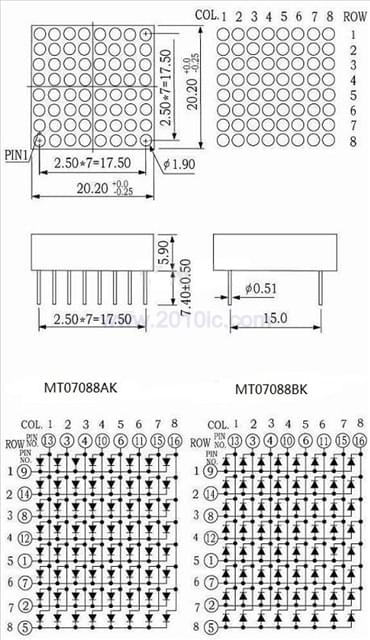 COL. 1 2 3 4 5 6 7 8 ROW
1
2
3
4
5
6
7
8
2.50*7=17.50
20.20 +0.0 -0.25
PIN1
2.50*7=17.50
ϕ1.90
20.20 +0.0 -0.25
5.90
7.40±0.50
ϕ0.51
2.50*7=17.50
15.0
www.2010ic.com
MT07088AK
MT07088BK
COL. 1 2 3 4 5 6 7 8
ROW PIN NO. 13 3 4 10 6 11 15 16
PIN NO.
1 9
2 14
3 8
4 12
5 1
6 7
7 2
8 5
COL. 1 2 3 4 5 6 7 8
ROW PIN NO. 13 3 4 10 6 11 15 16
PIN NO.
1 9
2 14
3 8
4 12
5 1
6 7
7 2
8 5